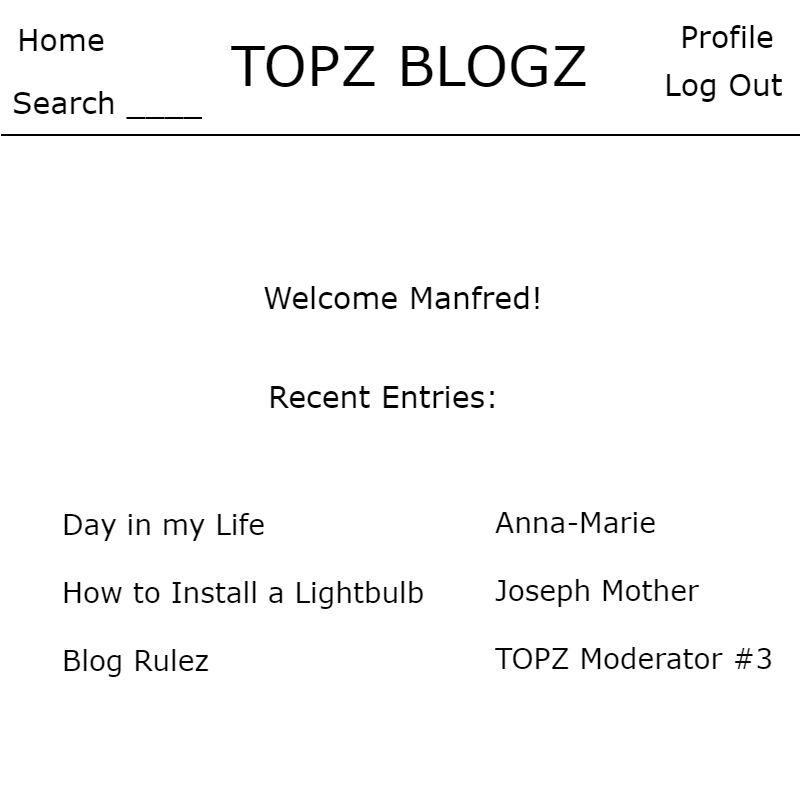 Home
TOPZ BLOGZ
Profile
Search ____
Log Out
Welcome Manfred!
Recent Entries:
Day in my Life Anna-Marie
How to Install a Lightbulb Joseph Mother
Blog Rulez TOPZ Moderator #3